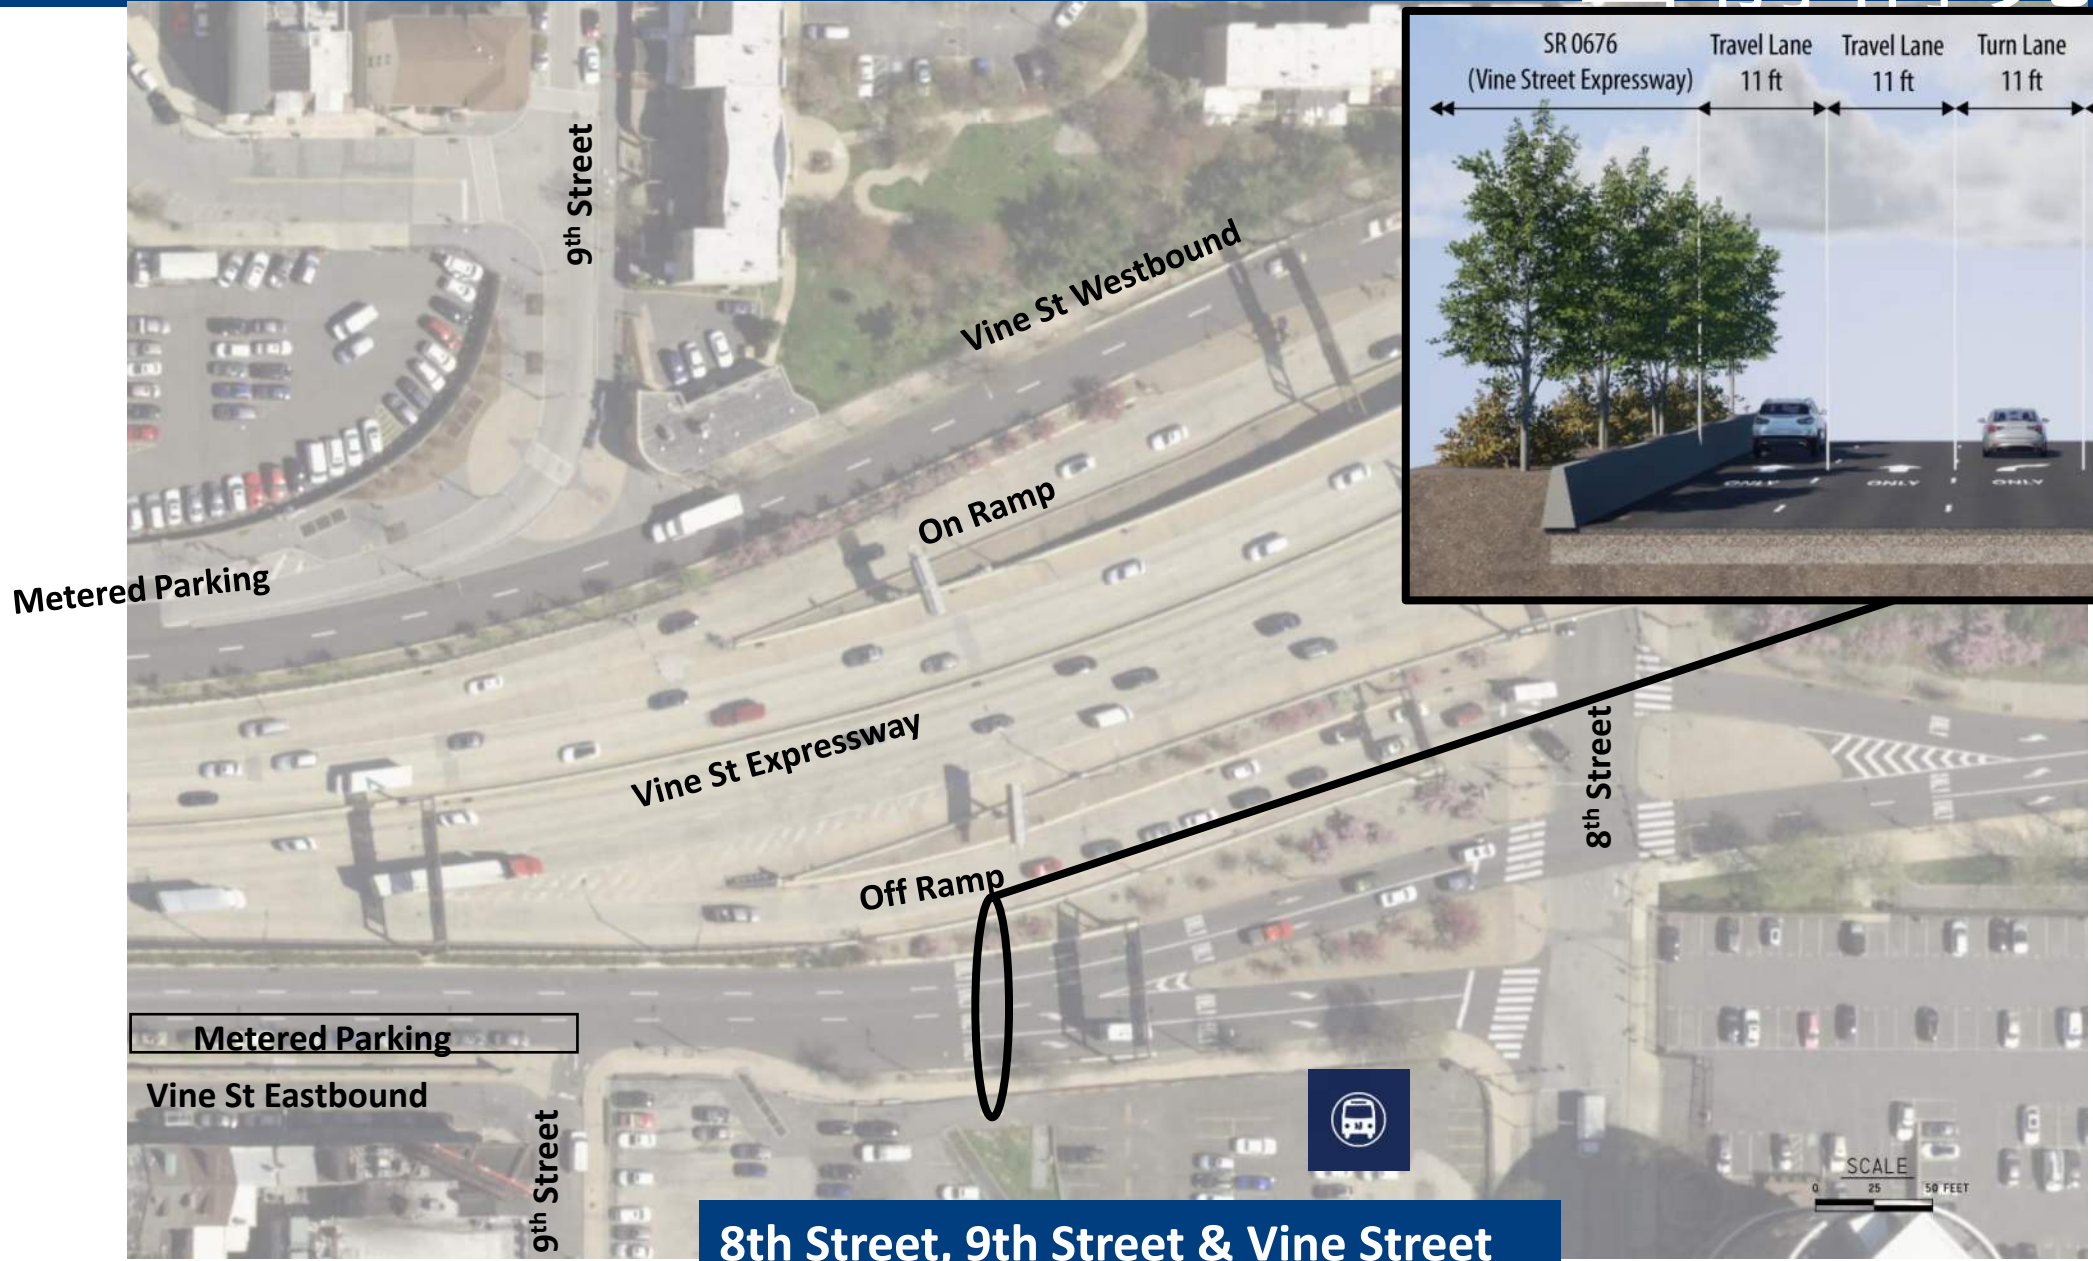 SR 0676
(Vine Street Expressway)
Travel Lane
11 ft
Travel Lane
11 ft
Turn Lane
11 ft
ONLY
ONLY
ONLY
9th Street
Vine St Westbound
On Ramp
Metered Parking
Vine St Expressway
8th Street
Off Ramp
Metered Parking
Vine St Eastbound
9th Street
SCALE
0 25 50 FEET
8th Street, 9th Street & Vine Street